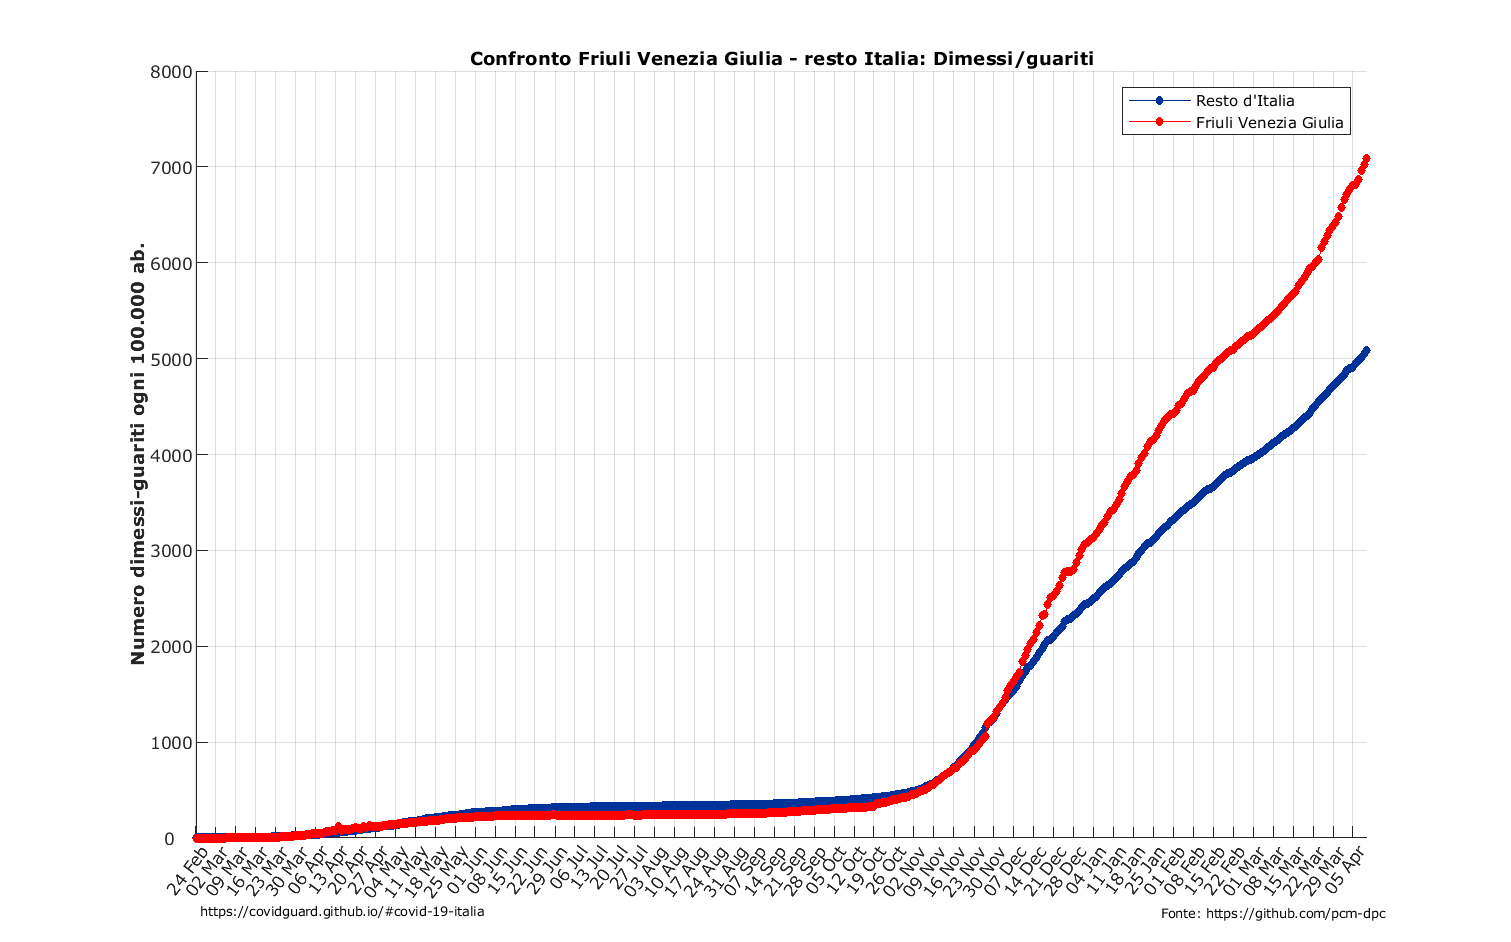 Confronto Friuli Venezia Giulia - resto Italia: Dimessi/guariti
Resto d'Italia
Friuli Venezia Giulia
Numero dimessi-guariti ogni 100.000 ab.
8000
7000
6000
5000
4000
3000
2000
1000
0
24 Feb
02 Mar
09 Mar
16 Mar
23 Mar
30 Mar
06 Apr
13 Apr
20 Apr
27 Apr
04 May
11 May
18 May
25 May
01 Jun
08 Jun
15 Jun
22 Jun
29 Jun
06 Jul
13 Jul
20 Jul
27 Jul
03 Aug
10 Aug
17 Aug
24 Aug
31 Aug
07 Sep
14 Sep
21 Sep
28 Sep
05 Oct
12 Oct
19 Oct
26 Oct
02 Nov
09 Nov
16 Nov
23 Nov
30 Nov
07 Dec
14 Dec
21 Dec
28 Dec
04 Jan
11 Jan
18 Jan
25 Jan
01 Feb
08 Feb
15 Feb
22 Feb
01 Mar
08 Mar
15 Mar
22 Mar
29 Mar
05 Apr
https://covidguard.github.io/#covid-19-italia
Fonte: https://github.com/pcm-dpc